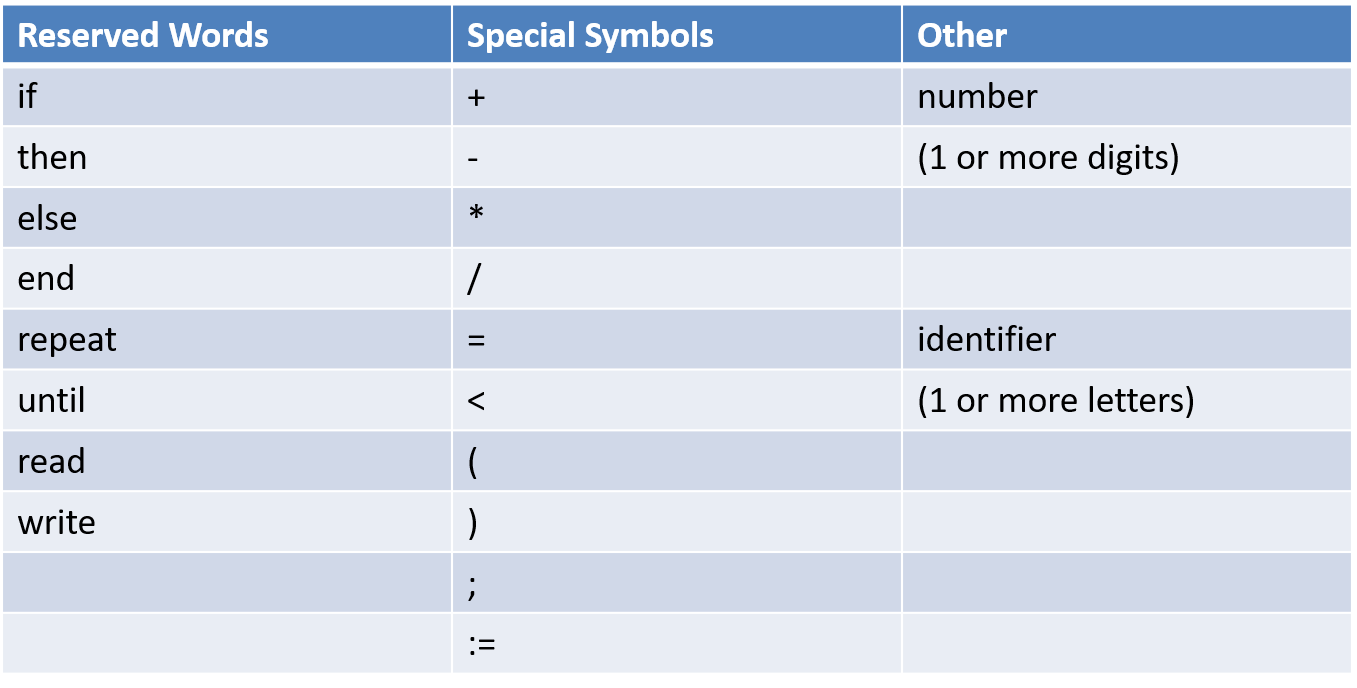 Reserved Words Special Symbols Other
if + number
then - (1 or more digits)
else *
end /
repeat = identifier
until < (1 or more letters)
read (
write )
;
:=